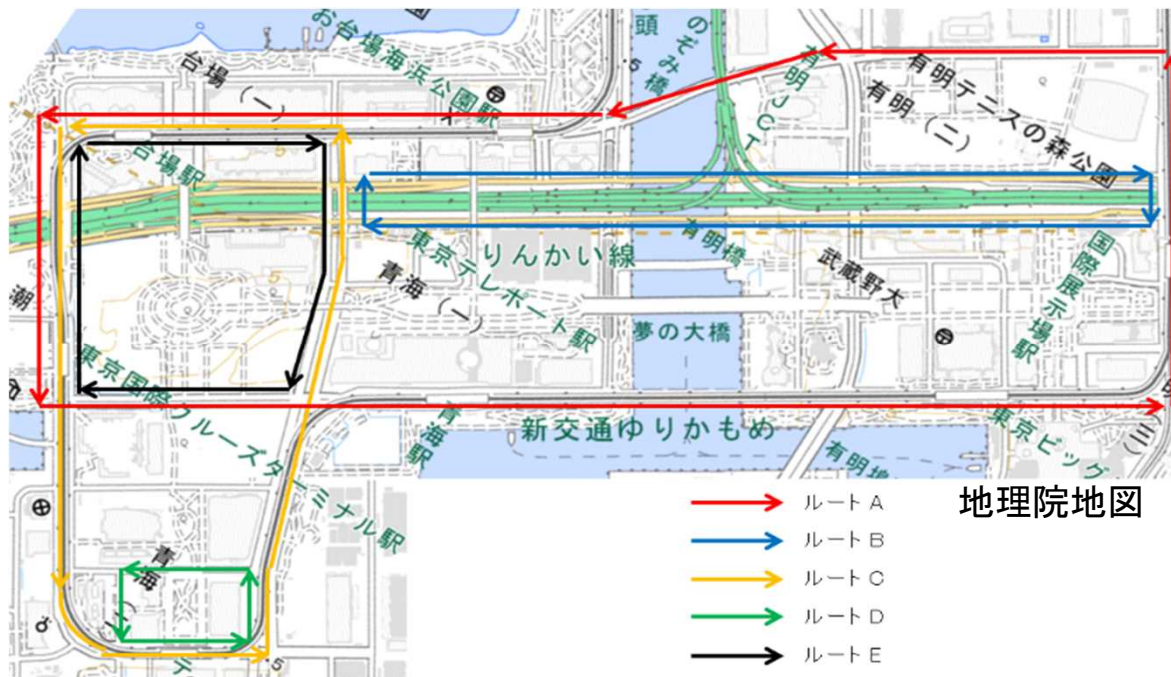 お台場海浜公園駅
台場（一）
頭
のぞみ橋
有明JCT
有明テニスの森公園
有明（二）
台場駅
有明橋
りんかい線
東京テレポート駅
青海（一）
武蔵野大
国際展示場駅
潮
夢の大橋
東京国際クルーズターミナル駅
青海駅
新交通ゆりかもめ
東京ビッグ
（三）
青海（二）
テ
地理院地図
ルートA
ルートB
ルートC
ルートD
ルートE